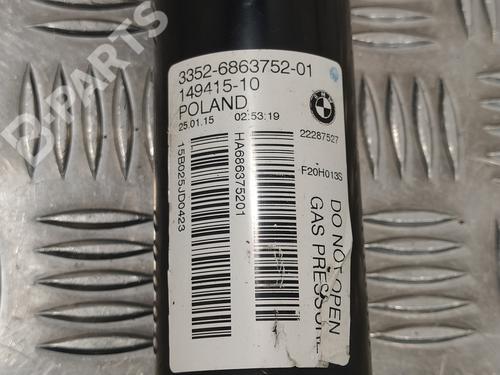 B-PARTS
3352-6863752-01
149415-10
POLAND
25.01.15 02:53:19
22287527
15B025JD0423
HA686375201
F20H013S
DO NOT OPEN
GAS PRESSURE